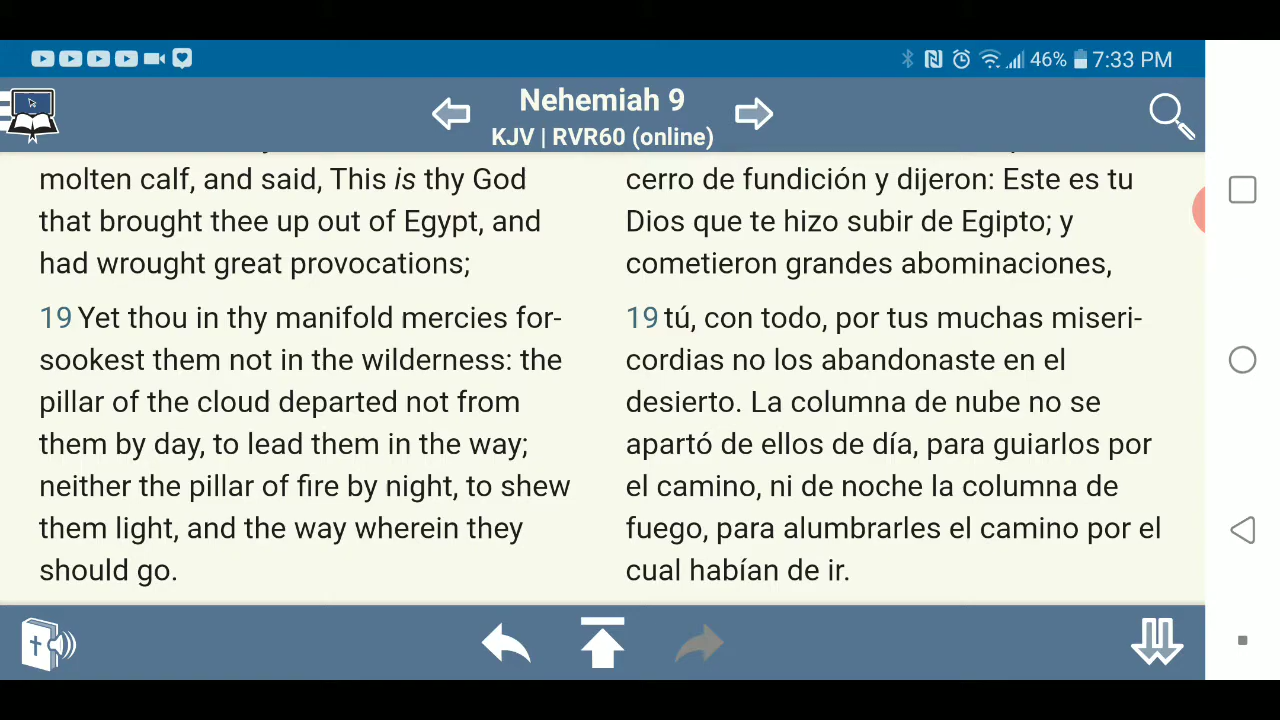 46% 7:33 PM
Nehemiah 9
KJV | RVR60 (online)
molten calf, and said, This is thy God
that brought thee up out of Egypt, and
had wrought great provocations;
19 Yet thou in thy manifold mercies for-
sookest them not in the wilderness: the
pillar of the cloud departed not from
them by day, to lead them in the way;
neither the pillar of fire by night, to shew
them light, and the way wherein they
should go.
cerro de fundición y dijeron: Este es tu
Dios que te hizo subir de Egipto; y
cometieron grandes abominaciones,
19 tú, con todo, por tus muchas miseri-
cordias no los abandonaste en el
desierto. La columna de nube no se
apartó de ellos de día, para guiarlos por
el camino, ni de noche la columna de
fuego, para alumbrarles el camino por el
cual habían de ir.